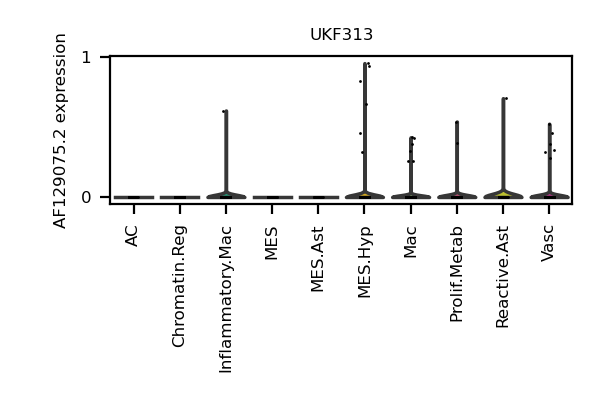 UKF313
AF129075.2 expression
1
0
AC
Chromatin.Reg
Inflammatory.Mac
MES
MES.Ast
MES.Hyp
Mac
Prolif.Metab
Reactive.Ast
Vasc